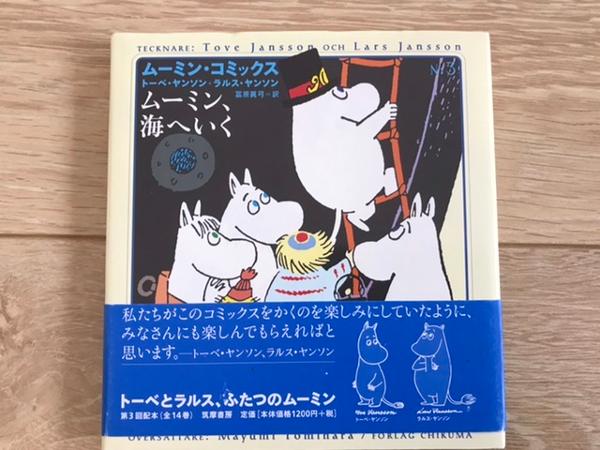 TECKNARE: Tove Jansson OCH Lars Jansson
ムーミン・コミックス
トーベ・ヤンソン+ラルス・ヤンソン
冨原眞弓=訳
No.3
ムーミン、
海へいく
私たちがこのコミックスをかくのを楽しみにしていたように、
みなさんにも楽しんでもらえればと
思います。——トーベ・ヤンソン、ラルス・ヤンソン
トーベとラルス、ふたつのムーミン
第3回配本(全14巻) 筑摩書房 定価[本体価格1200円+税]
Tove Jansson
トーベ・ヤンソン
Lars Jansson
ラルス・ヤンソン
ÖVERSÄTTARE: Mayumi Tomihara / FÖRLAG CHIKUMA